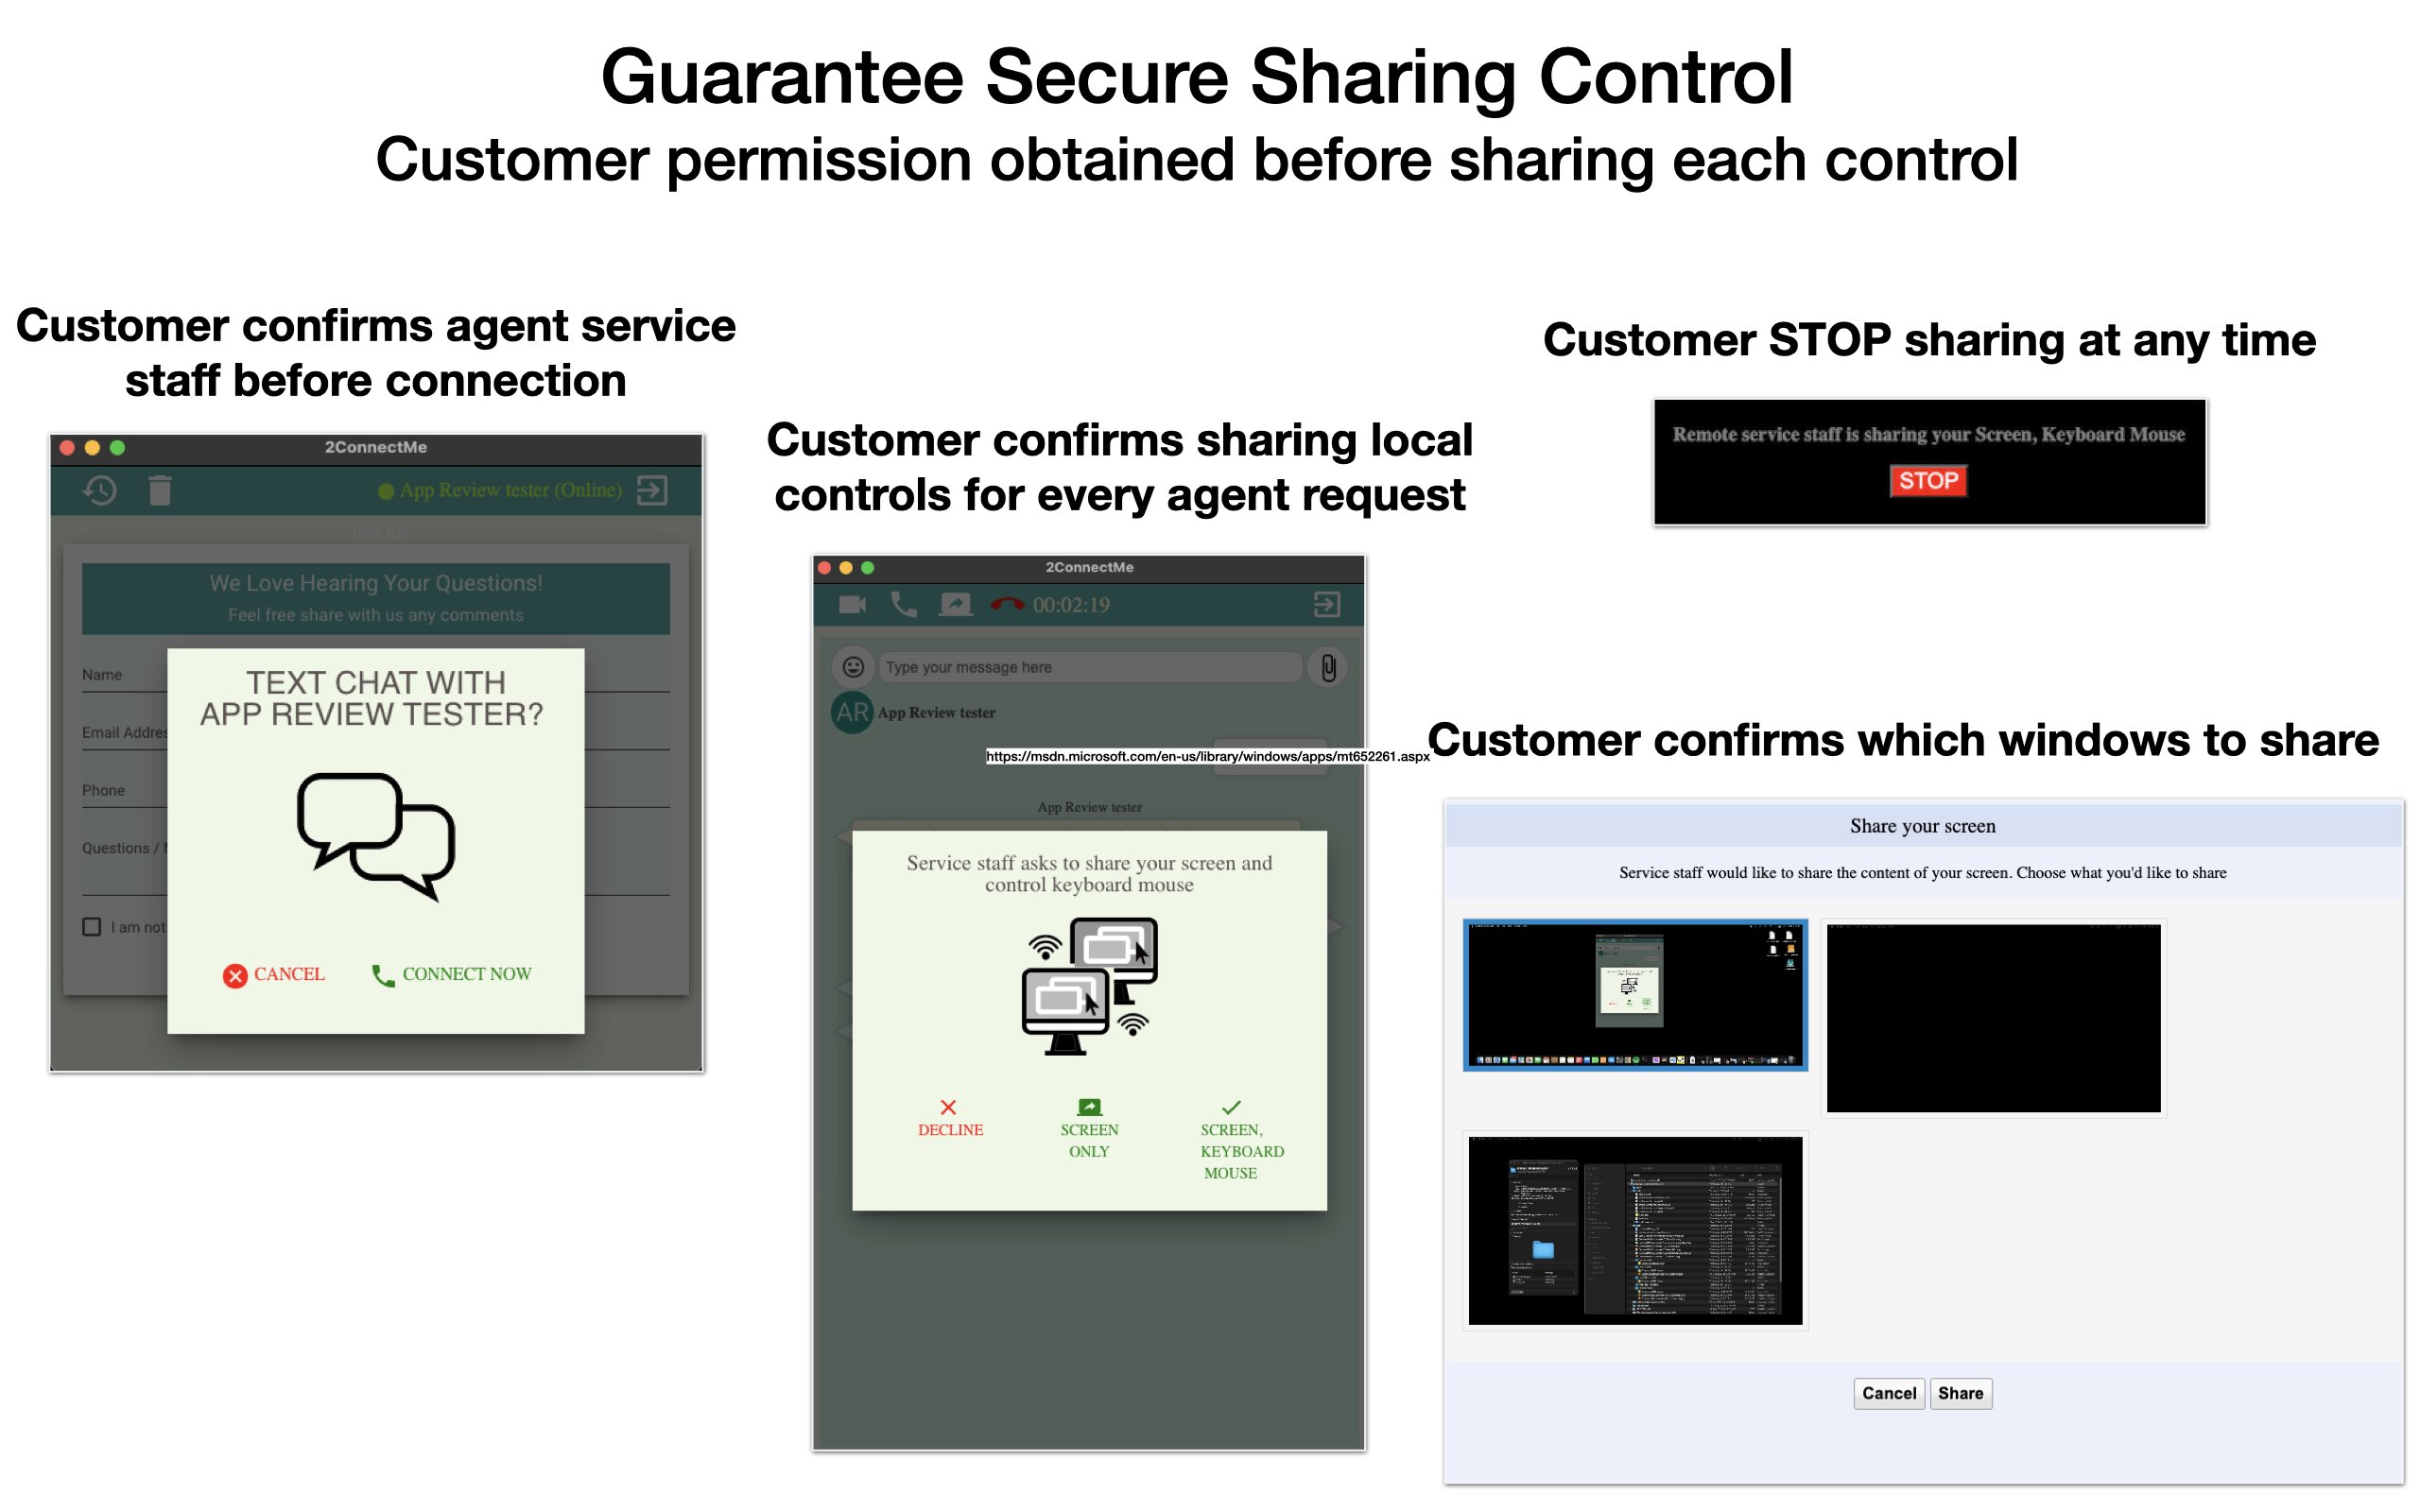 Guarantee Secure Sharing Control
Customer permission obtained before sharing each control
Customer confirms agent service
staff before connection
2ConnectMe
App Review tester (Online)
We Love Hearing Your Questions!
Feel free share with us any comments
Name
Email Addres
Phone
Questions / M
I am not
TEXT CHAT WITH
APP REVIEW TESTER?
CANCEL
CONNECT NOW
Customer confirms sharing local
controls for every agent request
2ConnectMe
00:02:19
Type your message here
AR App Review tester
https://msdn.microsoft.com/en-us/library/windows/apps/mt652261.aspx
App Review tester
Service staff asks to share your screen and
control keyboard mouse
DECLINE
SCREEN
ONLY
SCREEN,
KEYBOARD
MOUSE
Customer STOP sharing at any time
Remote service staff is sharing your Screen, Keyboard Mouse
STOP
Customer confirms which windows to share
Share your screen
Service staff would like to share the content of your screen. Choose what you'd like to share
Cancel
Share